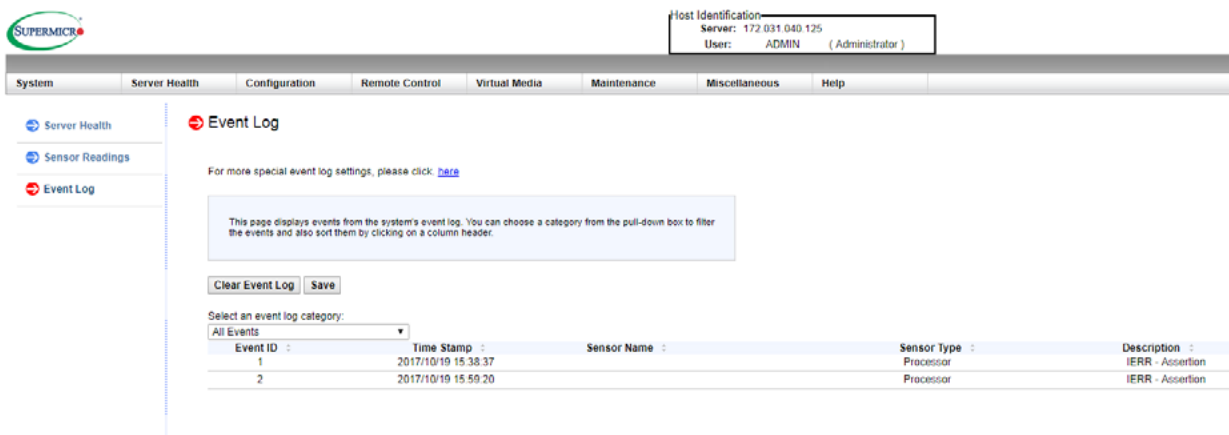 SUPERMICRO
Host Identification
Server: 172.031.040.125
User: ADMIN ( Administrator )
System Server Health Configuration Remote Control Virtual Media Maintenance Miscellaneous Help
Server Health
Sensor Readings
Event Log
Event Log
For more special event log settings, please click. here
This page displays events from the system's event log. You can choose a category from the pull-down box to filter
the events and also sort them by clicking on a column header.
Clear Event Log Save
Select an event log category:
All Events
Event ID Time Stamp Sensor Name Sensor Type Description
1 2017/10/19 15:38:37 Processor IERR - Assertion
2 2017/10/19 15:59:20 Processor IERR - Assertion